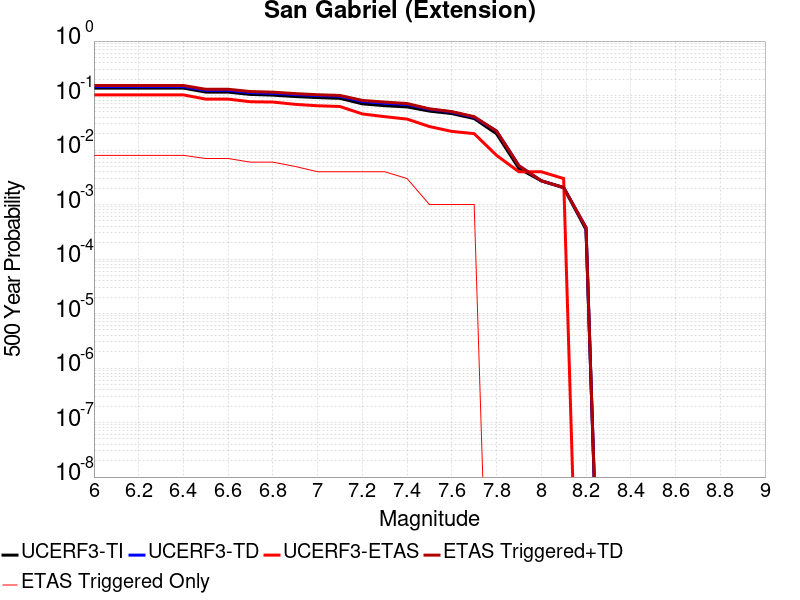 San Gabriel (Extension)
10^0
10^-1
10^-2
10^-3
10^-4
10^-5
10^-6
10^-7
10^-8
500 Year Probability
6 6.2 6.4 6.6 6.8 7 7.2 7.4 7.6 7.8 8 8.2 8.4 8.6 8.8 9
Magnitude
UCERF3-TI UCERF3-TD UCERF3-ETAS ETAS Triggered+TD
ETAS Triggered Only